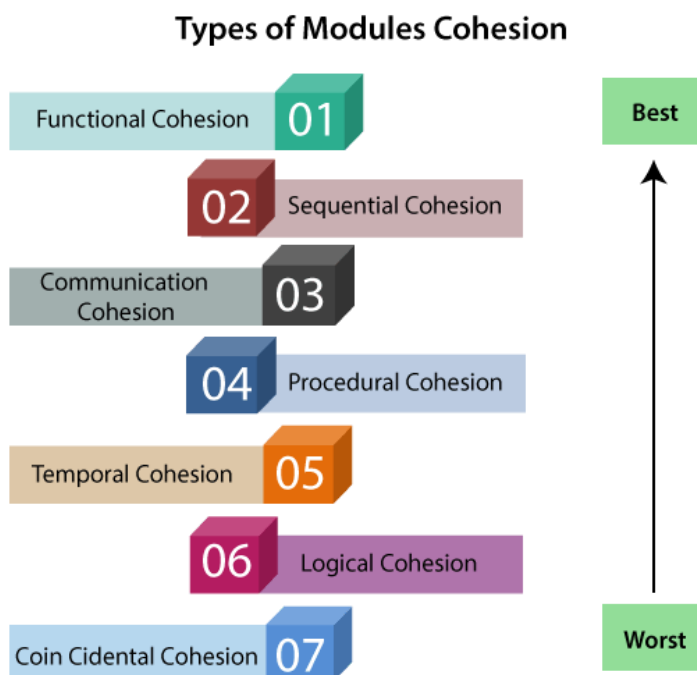 Types of Modules Cohesion
Functional Cohesion 01
Best
02 Sequential Cohesion
Communication
Cohesion
03
04 Procedural Cohesion
Temporal Cohesion 05
06 Logical Cohesion
Coin Cidental Cohesion 07
Worst